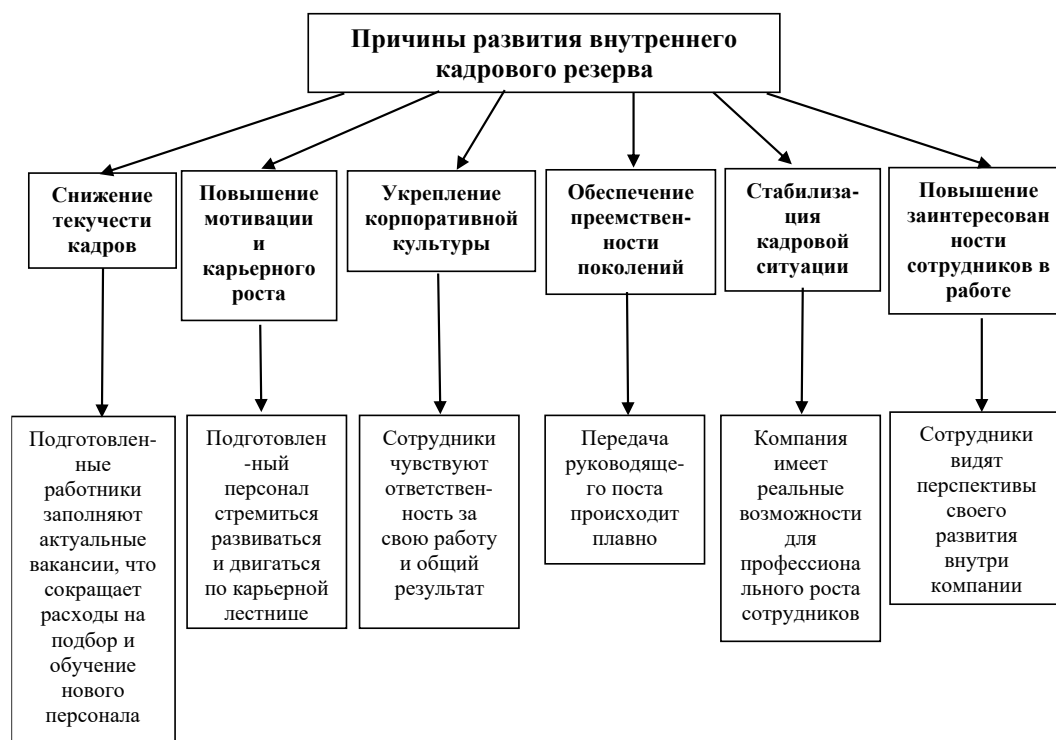 Причины развития внутреннего
кадрового резерва
Снижение
текучести
кадров
Повышение
мотивации
и
карьерного
роста
Укрепление
корпоративной
культуры
Обеспечение
преемствен-
ности
поколений
Стабилиза-
ция
кадровой
ситуации
Повышение
заинтересован
ности
сотрудников в
работе
Подготовлен-
ные
работники
заполняют
актуальные
вакансии, что
сокращает
расходы на
подбор и
обучение
нового
персонала
Подготовлен
-ный
персонал
стремиться
развиваться
и двигаться
по карьерной
лестнице
Сотрудники
чувствуют
ответствен-
ность за
свою работу
и общий
результат
Передача
руководяще-
го поста
происходит
плавно
Компания
имеет
реальные
возможности
для
профессиона
льного роста
сотрудников
Сотрудники
видят
перспективы
своего
развития
внутри
компании